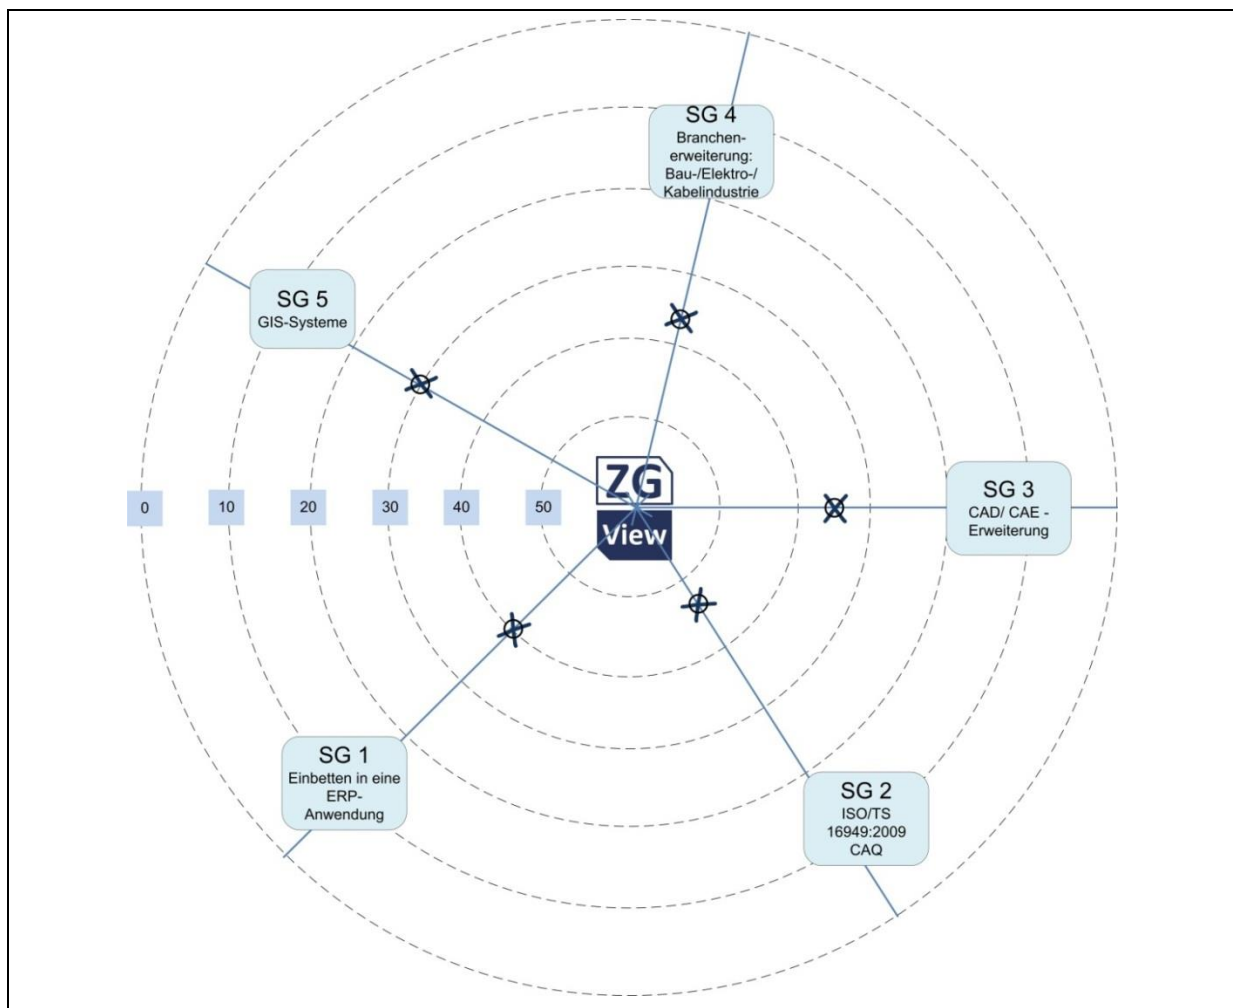 SG 4
Branchen-
erweiterung:
Bau-/Elektro-/
Kabelindustrie
SG 5
GIS-Systeme
ZG
View
0
10
20
30
40
50
SG 3
CAD/ CAE -
Erweiterung
SG 1
Einbetten in eine
ERP-
Anwendung
SG 2
ISO/TS
16949:2009
CAQ